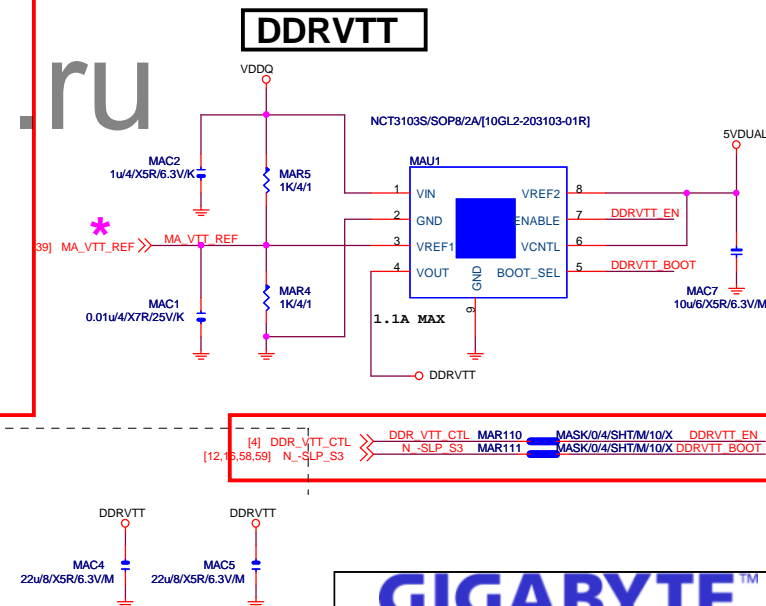 DDRVTT
.ru
VDDQ
NCT3103S/SOP8/2A/[10GL2-203103-01R]
5VDUAL
MAC2
1u/4/X5R/6.3V/K
MAR5
1K/4/1
MAU1
1 VIN VREF2 8
2 GND ENABLE 7 DDRVTT_EN
39] MA_VTT_REF MA_VTT_REF 3 VREF1 VCNTL 6
4 VOUT GND BOOT_SEL 5 DDRVTT_BOOT
9
*
MAC1
0.01u/4/X7R/25V/K
MAR4
1K/4/1
MAC7
10u/6/X5R/6.3V/M
1.1A MAX
DDRVTT
[4] DDR_VTT_CTL DDR_VTT_CTL MAR110 MASK/0/4/SHT/M/10/X DDRVTT_EN
[12,16,58,59] N_-SLP_S3 N_-SLP_S3 MAR111 MASK/0/4/SHT/M/10/X DDRVTT_BOOT
DDRVTT DDRVTT
MAC4 MAC5
22u/8/X5R/6.3V/M 22u/8/X5R/6.3V/M
GIGABYTE™